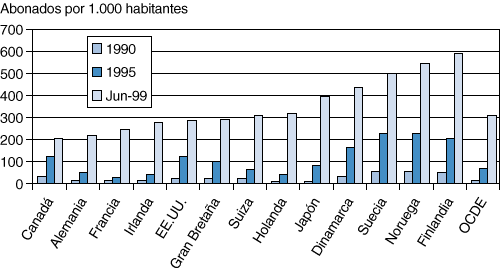 Abonados por 1.000 habitantes
700
600
500
400
300
200
100
0
1990
1995
Jun-99
Canadá
Alemania
Francia
Irlanda
EE.UU.
Gran Bretaña
Suiza
Holanda
Japón
Dinamarca
Suecia
Noruega
Finlandia
OCDE